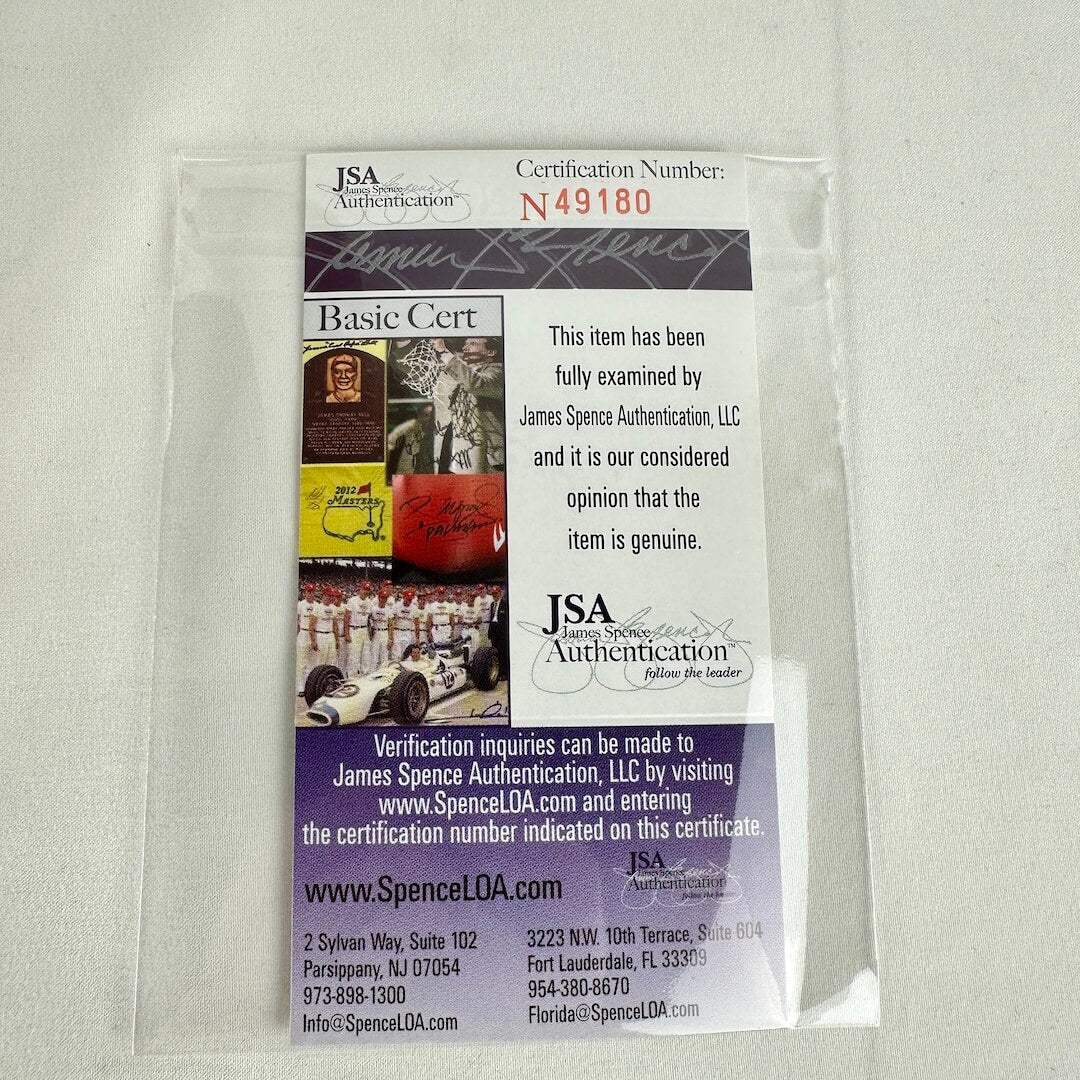 JSA
James Spence
Authentication™
Certification Number:
N49180
Basic Cert
2012
MASTERS
This item has been
fully examined by
James Spence Authentication, LLC
and it is our considered
opinion that the
item is genuine.
JSA
James Spence
Authentication™
follow the leader
Verification inquiries can be made to
James Spence Authentication, LLC by visiting
www.SpenceLOA.com and entering
the certification number indicated on this certificate.
JSA
James Spence
Authentication
www.SpenceLOA.com
2 Sylvan Way, Suite 102
Parsippany, NJ 07054
973-898-1300
Info@SpenceLOA.com
3223 N.W. 10th Terrace, Suite 604
Fort Lauderdale, FL 33309
954-380-8670
Florida@SpenceLOA.com